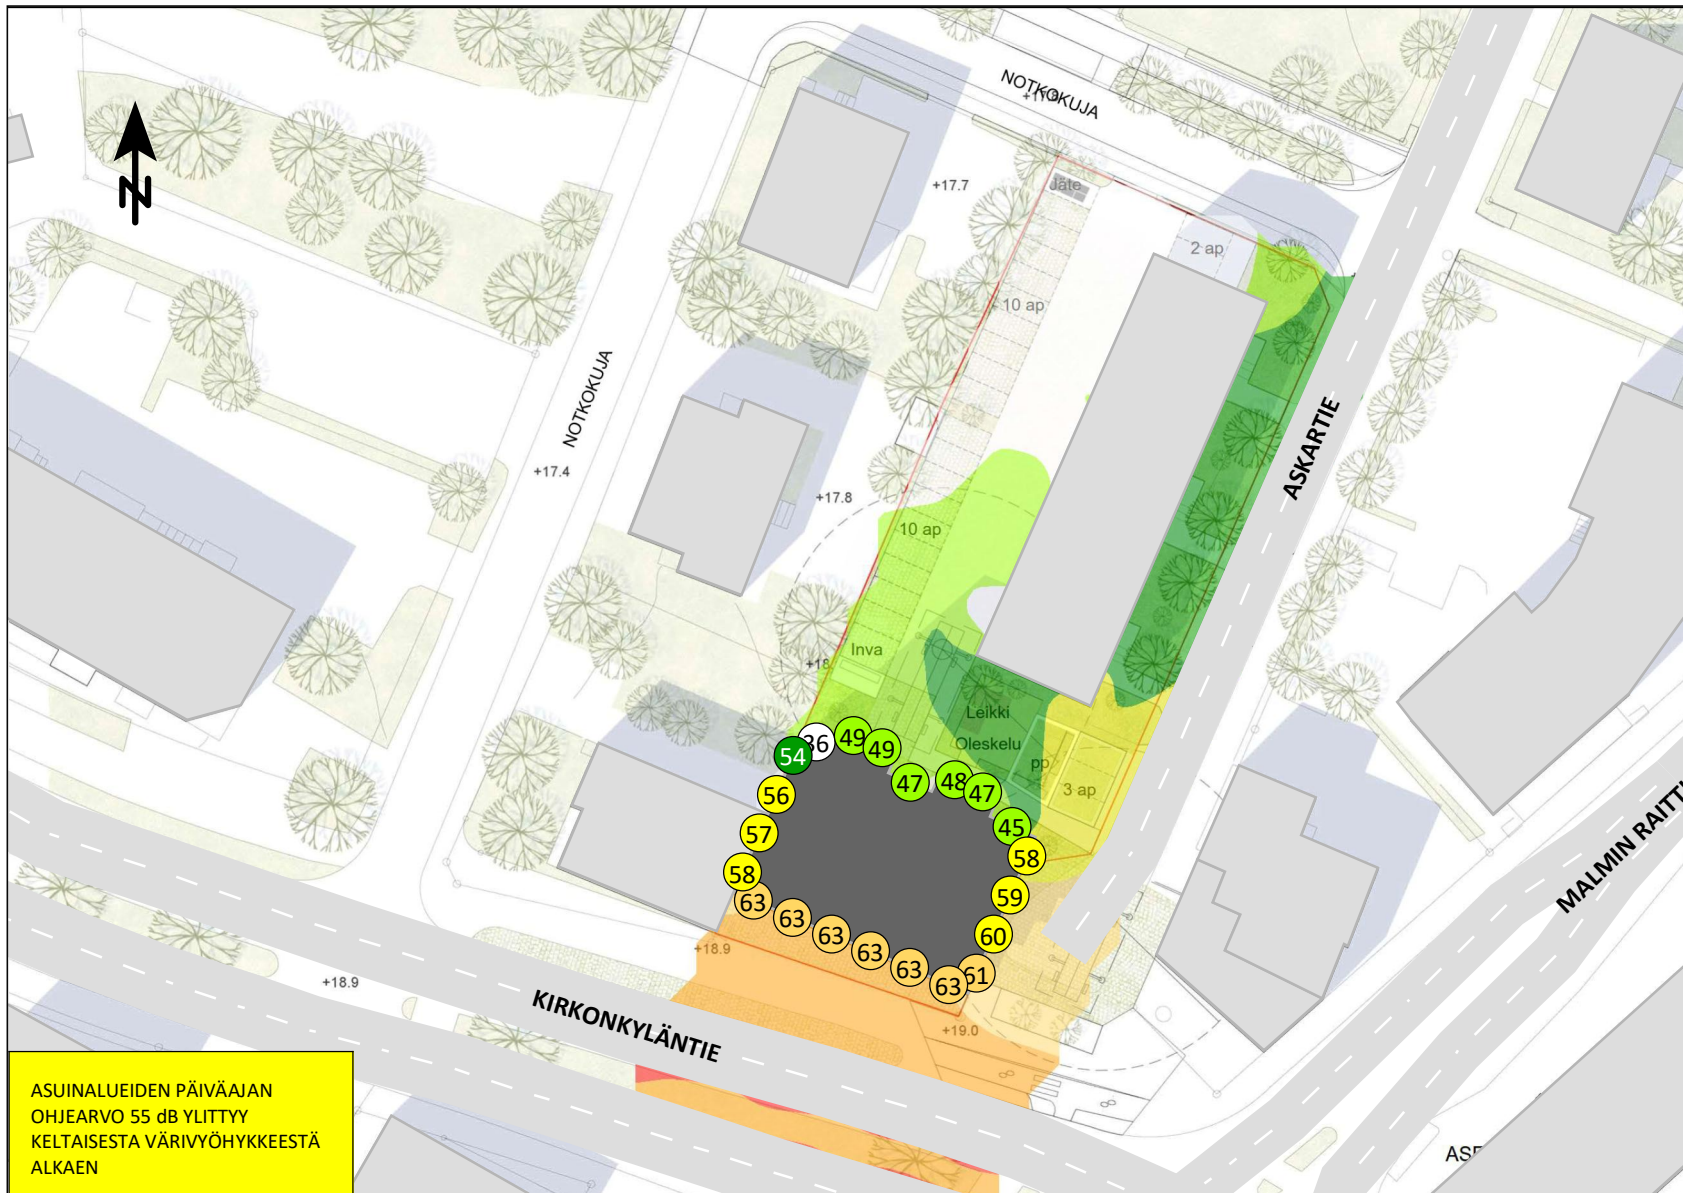 NOTKOKUJA
N
+17.7
Jäte
2 ap
10 ap
NOTKOKUJA
ASKARTIE
+17.4
+17.8
10 ap
Inva
Leikki
Oleskelu
pp
3 ap
36
49
49
54
47
48
47
56
45
57
58
58
59
63
63
63
60
63
63
61
63
MALMIN RAITTI
+18.9
+18.9
KIRKONKYLÄNTIE
+19.0
ASUINALUEIDEN PÄIVÄAJAN
OHJEARVO 55 dB YLITTYY
KELTAISESTA VÄRIVYÖHYKKEESTÄ
ALKAEN